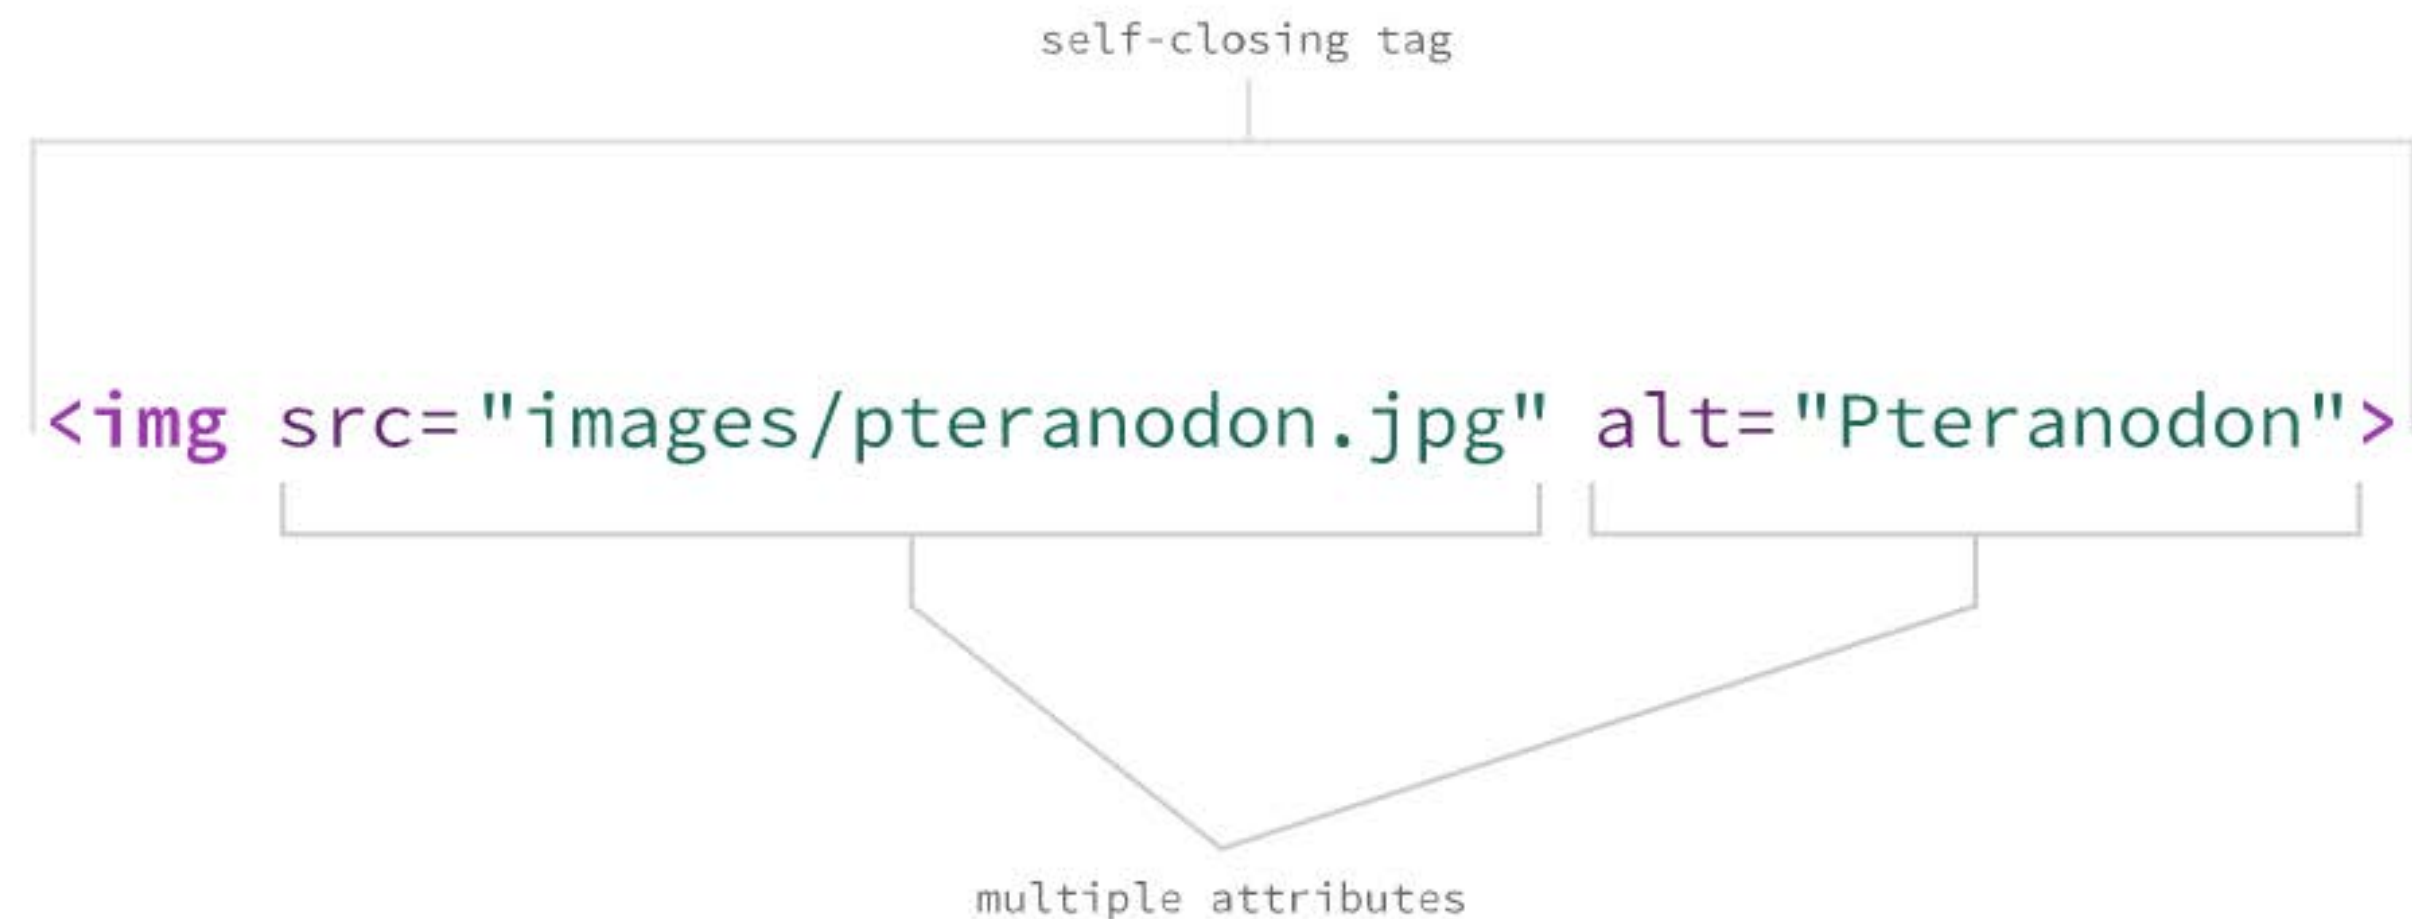 self-closing tag
<img src="images/pteranodon.jpg" alt="Pteranodon">
multiple attributes